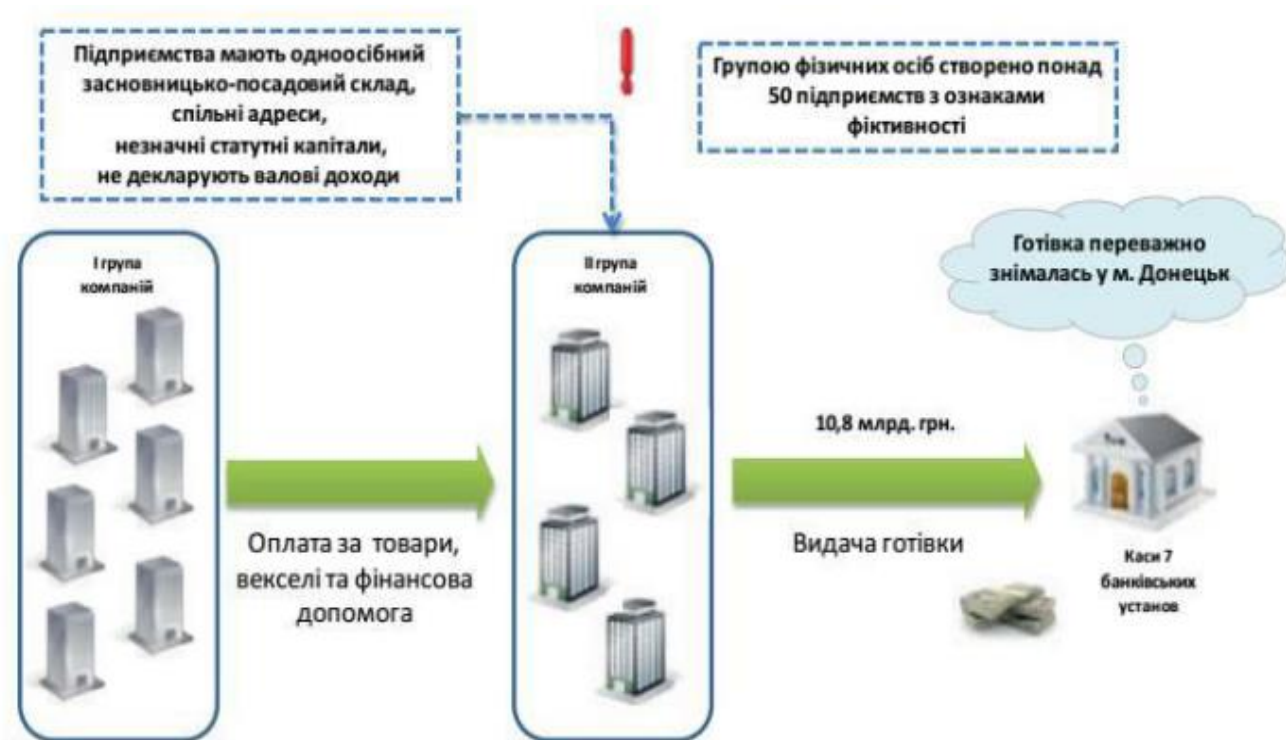 Підприємства мають одноосібний
засновницько-посадовий склад,
спільні адреси,
незначні статутні капітали,
не декларують валові доходи
Групою фізичних осіб створено понад
50 підприємств з ознаками
фіктивності
Готівка переважно
знімалась у м. Донецьк
І група
компаній
ІІ група
компаній
10,8 млрд. грн.
Оплата за товари,
векселі та фінансова
допомога
Видача готівки
Каси 7
банківських
установ